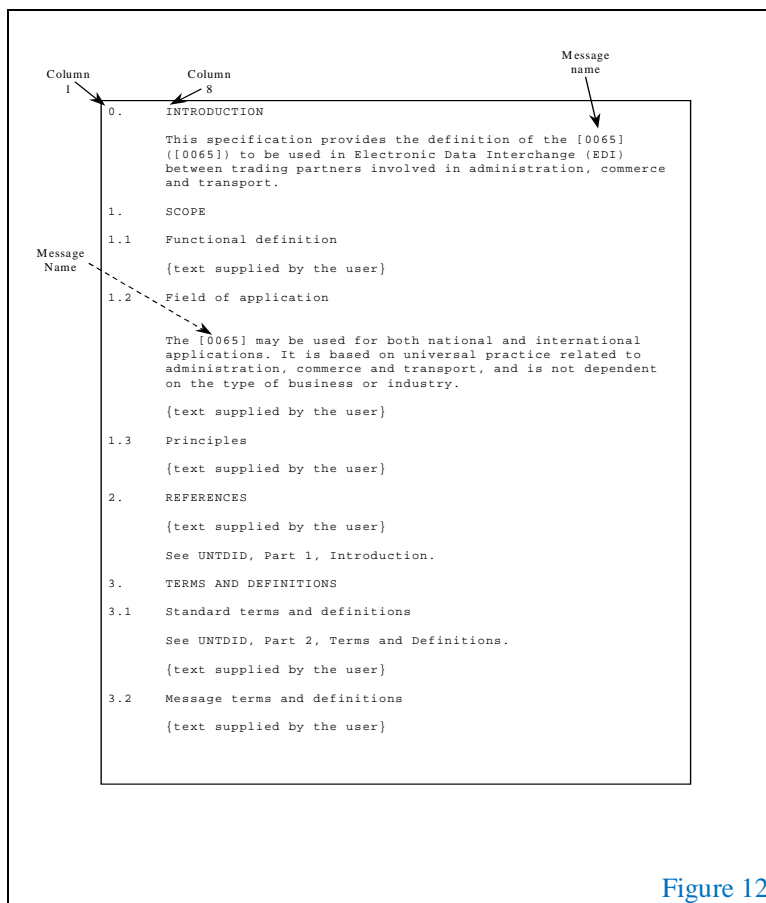 Message
name
Column
1
Column
8
0. INTRODUCTION
This specification provides the definition of the [0065]
([0065]) to be used in Electronic Data Interchange (EDI)
between trading partners involved in administration, commerce
and transport.
1. SCOPE
1.1 Functional definition
Message
Name
{text supplied by the user}
1.2 Field of application
The [0065] may be used for both national and international
applications. It is based on universal practice related to
administration, commerce and transport, and is not dependent
on the type of business or industry.
{text supplied by the user}
1.3 Principles
{text supplied by the user}
2. REFERENCES
{text supplied by the user}
See UNTDID, Part 1, Introduction.
3. TERMS AND DEFINITIONS
3.1 Standard terms and definitions
See UNTDID, Part 2, Terms and Definitions.
{text supplied by the user}
3.2 Message terms and definitions
{text supplied by the user}
Figure 12